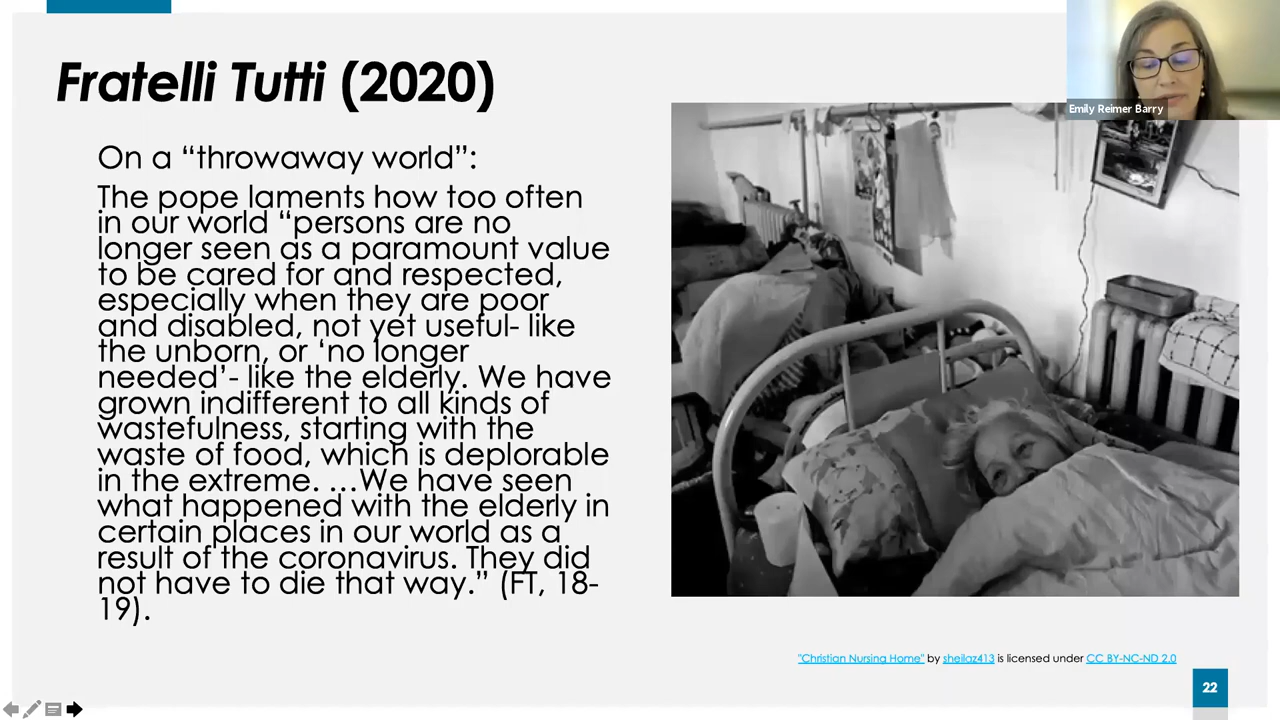 Fratelli Tutti (2020)
Emily Reimer Barry
On a “throwaway world”:
The pope laments how too often
in our world “persons are no
longer seen as a paramount value
to be cared for and respected,
especially when they are poor
and disabled, not yet useful- like
the unborn, or ‘no longer
needed’- like the elderly. We have
grown indifferent to all kinds of
wastefulness, starting with the
waste of food, which is deplorable
in the extreme. …We have seen
what happened with the elderly in
certain places in our world as a
result of the coronavirus. They did
not have to die that way.” (FT, 18-
19).
"Christian Nursing Home" by sheilaz413 is licensed under CC BY-NC-ND 2.0
22